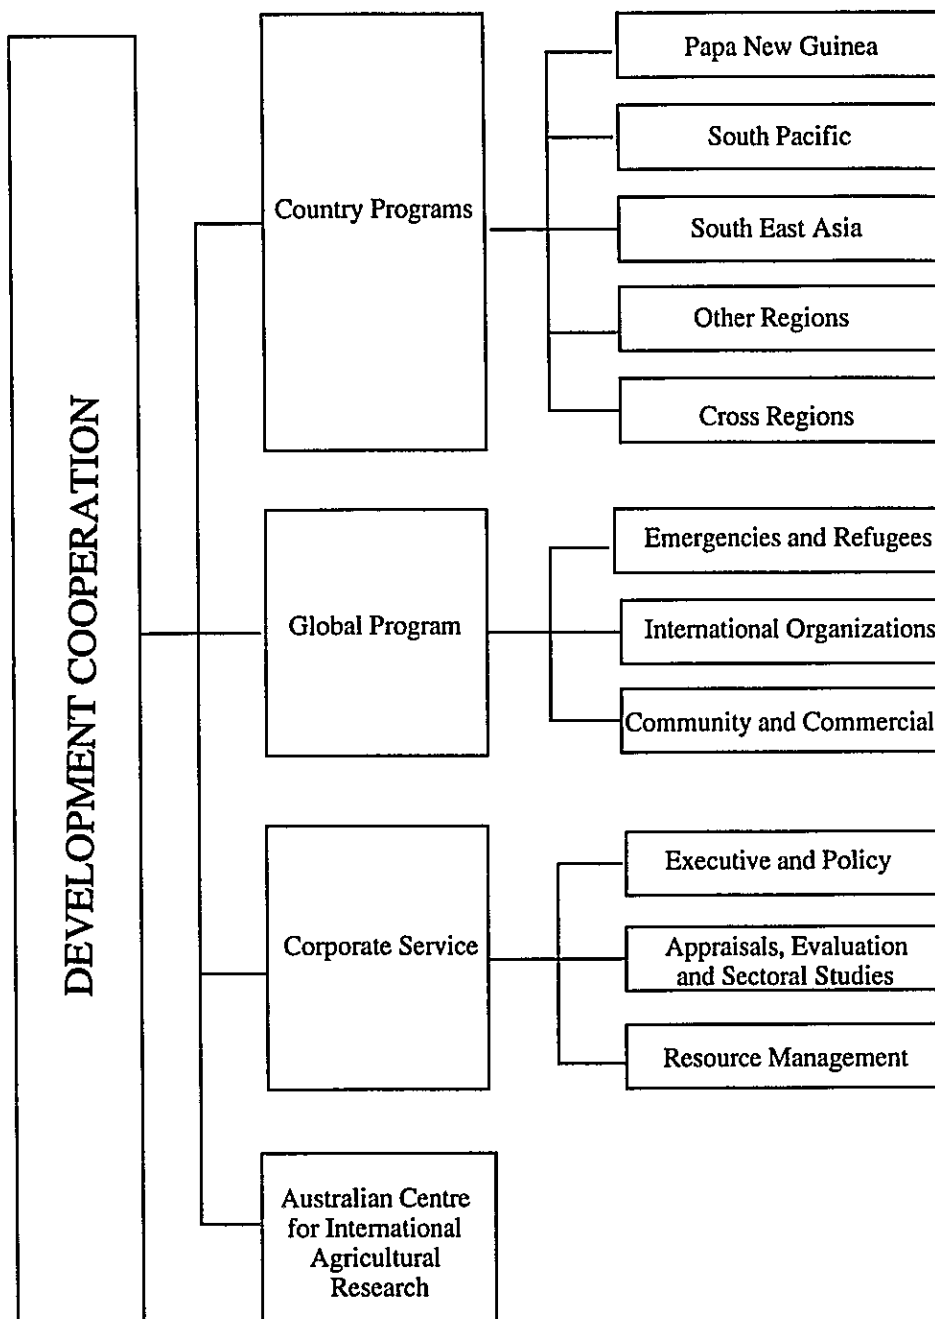 DEVELOPMENT COOPERATION
Country Programs
Papa New Guinea
South Pacific
South East Asia
Other Regions
Cross Regions
Global Program
Emergencies and Refugees
International Organizations
Community and Commercial
Corporate Service
Executive and Policy
Appraisals, Evaluation
and Sectoral Studies
Resource Management
Australian Centre
for International
Agricultural
Research